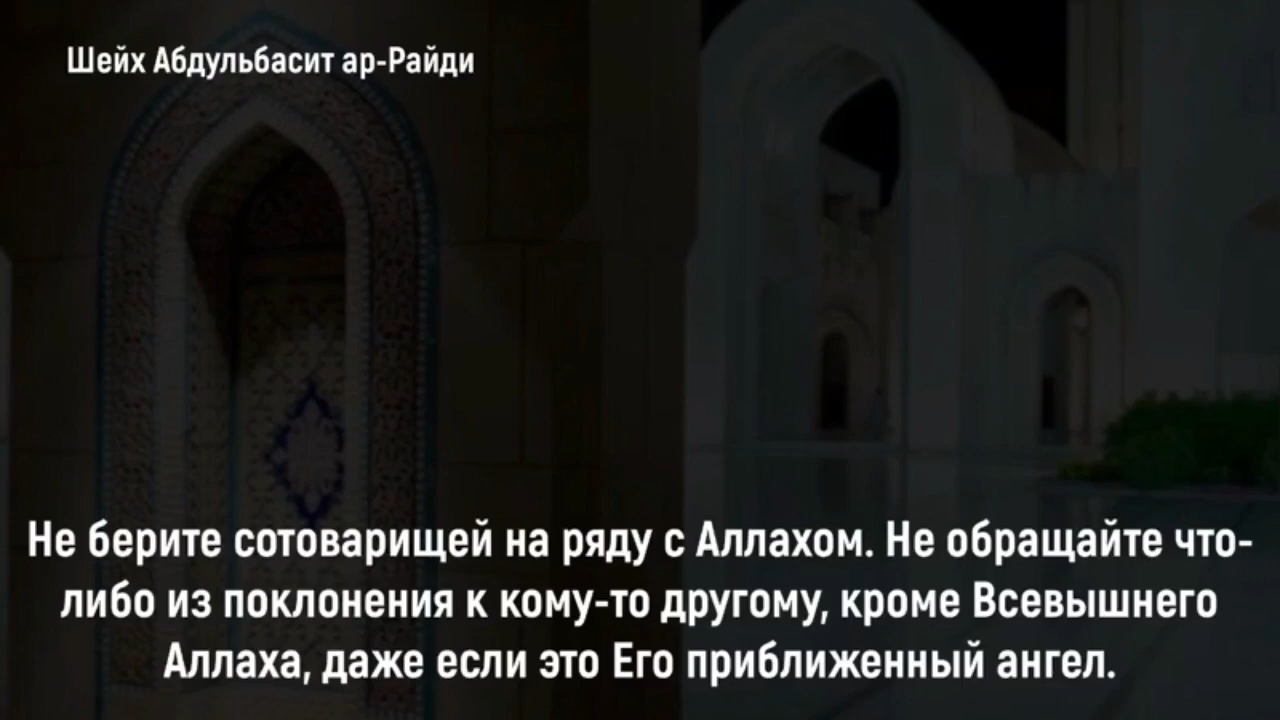 Шейх Абдульбасит ар-Райди
Не берите сотоварищей на ряду с Аллахом. Не обращайте что-
либо из поклонения к кому-то другому, кроме Всевышнего
Аллаха, даже если это Его приближенный ангел.